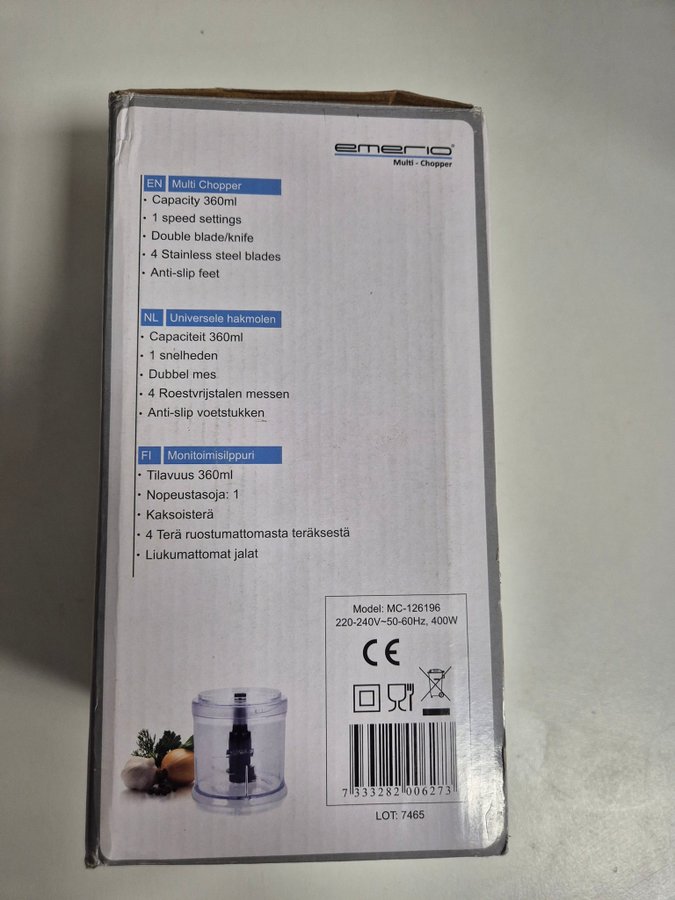 emerio®
Multi - Chopper
EN Multi Chopper
• Capacity 360ml
• 1 speed settings
• Double blade/knife
• 4 Stainless steel blades
• Anti-slip feet
NL Universele hakmolen
• Capaciteit 360ml
• 1 snelheden
• Dubbel mes
• 4 Roestvrijstalen messen
• Anti-slip voetstukken
FI Monitoimisilppuri
• Tilavuus 360ml
• Nopeustasoja: 1
• Kaksoisterä
• 4 Terä ruostumattomasta teräksestä
• Liukumattomat jalat
Model: MC-126196
220-240V~50-60Hz, 400W
CE
7 333282 006273
LOT: 7465